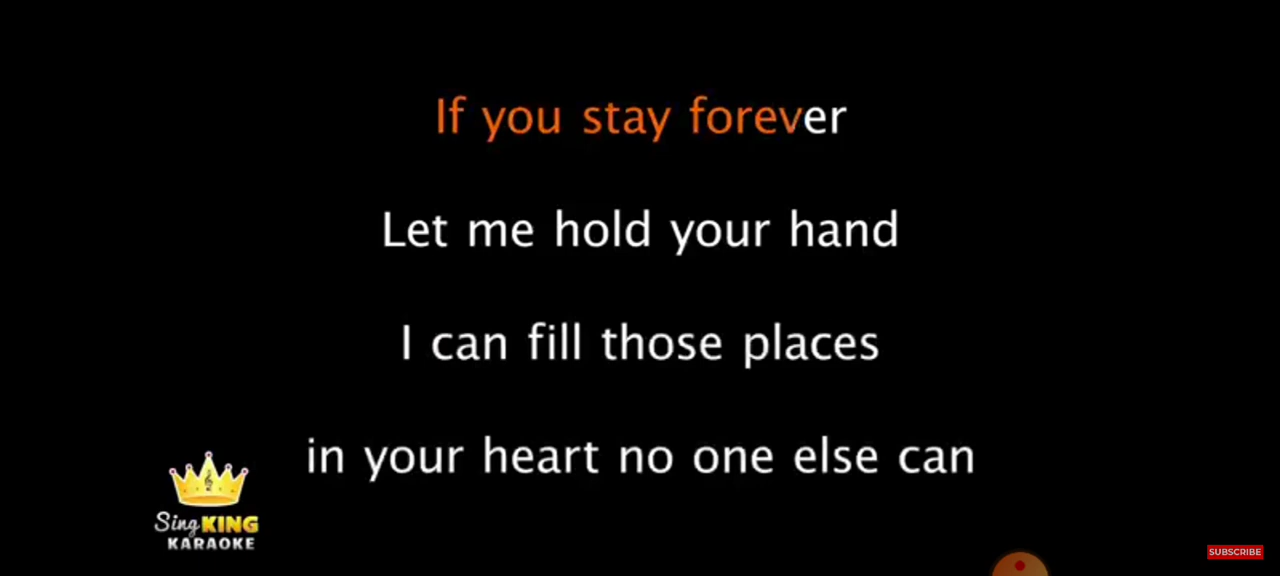 If you stay forever
Let me hold your hand
I can fill those places
in your heart no one else can
Sing KING
KARAOKE
SUBSCRIBE